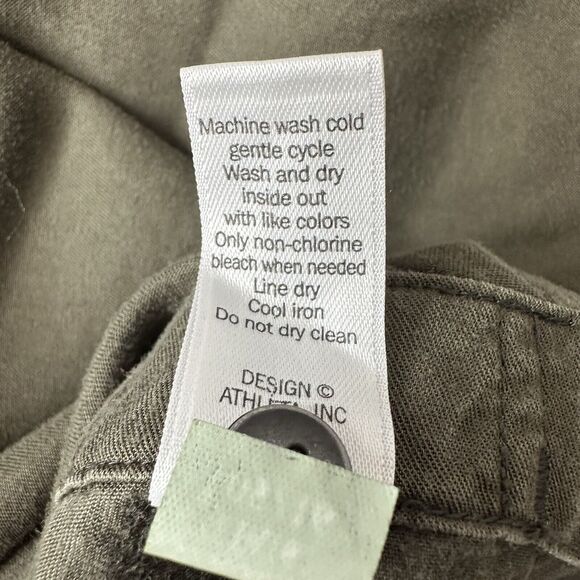 Machine wash cold
gentle cycle
Wash and dry
inside out
with like colors
Only non-chlorine
bleach when needed
Line dry
Cool iron
Do not dry clean
DESIGN ©
ATHLETA, INC